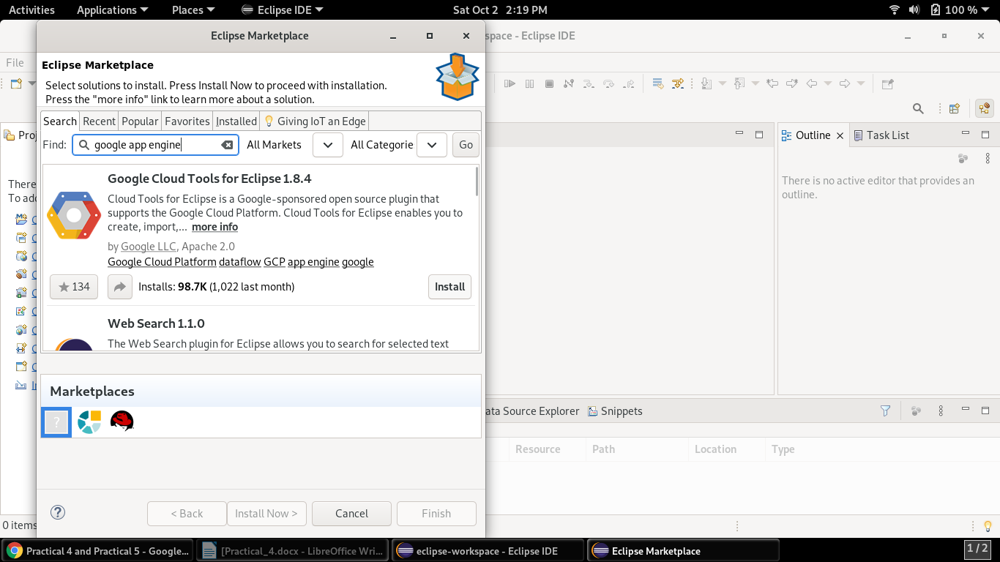 Activities Applications Places Eclipse IDE Sat Oct 2 2:19 PM 100 %
Eclipse Marketplace
space - Eclipse IDE
File
Eclipse Marketplace
Select solutions to install. Press Install Now to proceed with installation.
Press the "more info" link to learn more about a solution.
Search Recent Popular Favorites Installed Giving IoT an Edge
Find: google app engine All Markets All Categorie Go
Google Cloud Tools for Eclipse 1.8.4
Cloud Tools for Eclipse is a Google-sponsored open source plugin that
supports the Google Cloud Platform. Cloud Tools for Eclipse enables you to
create, import,... more info
by Google LLC, Apache 2.0
Google Cloud Platform dataflow GCP app engine google
134 Installs: 98.7K (1,022 last month) Install
Web Search 1.1.0
The Web Search plugin for Eclipse allows you to search for selected text
Marketplaces
?
? < Back Install Now > Cancel Finish
Proj
There
To add
Outline Task List
There is no active editor that provides an
outline.
ata Source Explorer Snippets
Resource Path Location Type
0 items
Practical 4 and Practical 5 - Google... [Practical_4.docx - LibreOffice Wri... eclipse-workspace - Eclipse IDE Eclipse Marketplace 1 / 2